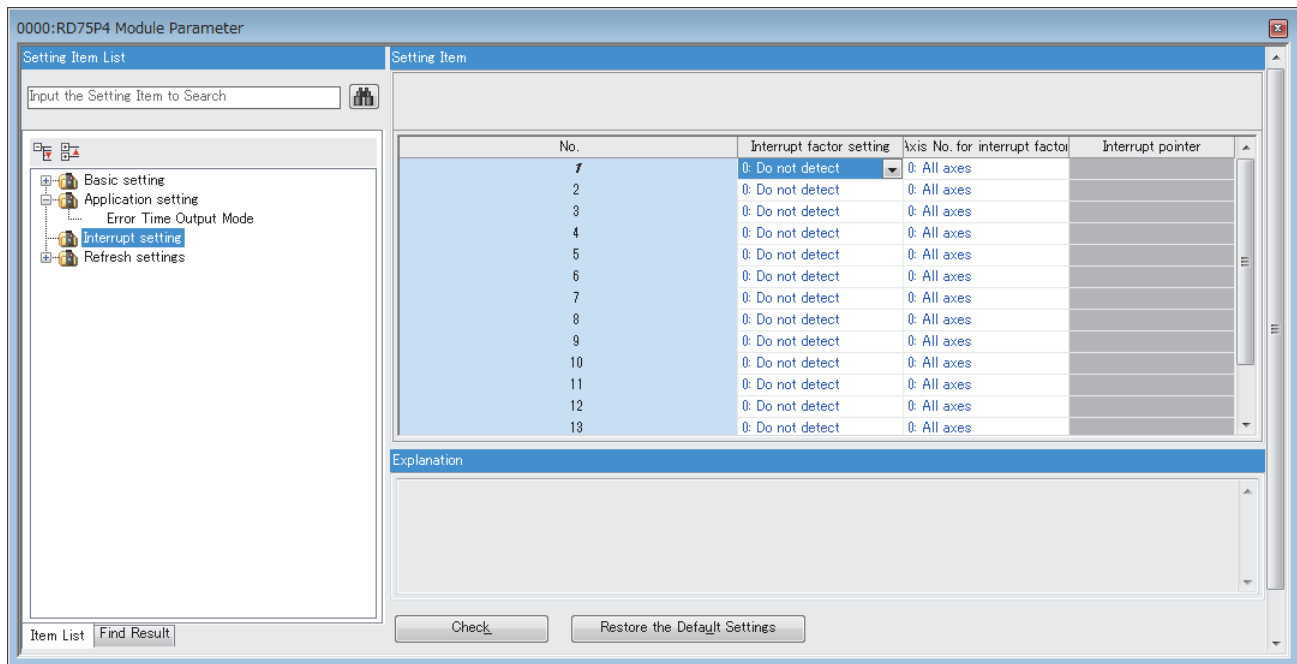 0000:RD75P4 Module Parameter
Setting Item List
Input the Setting Item to Search
Basic setting
Application setting
Error Time Output Mode
Interrupt setting
Refresh settings
Item List Find Result
Setting Item
No. Interrupt factor setting Axis No. for interrupt factor Interrupt pointer
1 0: Do not detect 0: All axes
2 0: Do not detect 0: All axes
3 0: Do not detect 0: All axes
4 0: Do not detect 0: All axes
5 0: Do not detect 0: All axes
6 0: Do not detect 0: All axes
7 0: Do not detect 0: All axes
8 0: Do not detect 0: All axes
9 0: Do not detect 0: All axes
10 0: Do not detect 0: All axes
11 0: Do not detect 0: All axes
12 0: Do not detect 0: All axes
13 0: Do not detect 0: All axes
Explanation
Check Restore the Default Settings